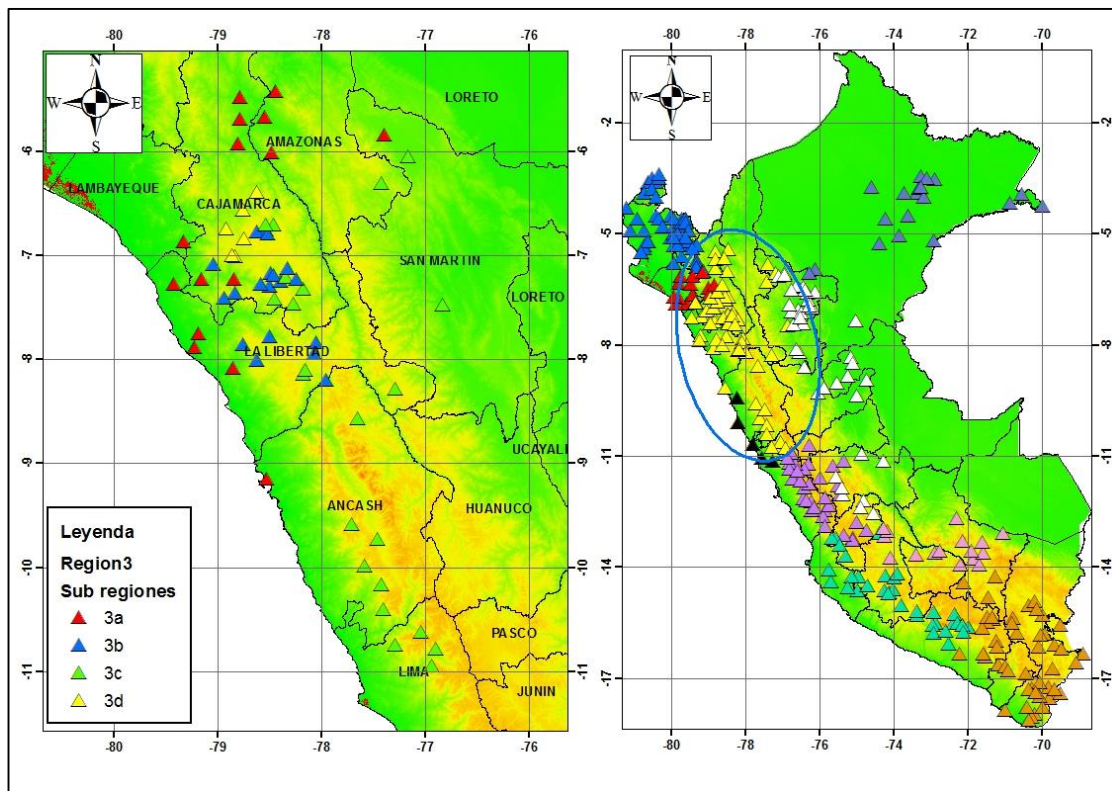 -80 -79 -78 -77 -76
N
W E
S
LORETO
AMAZONAS
-6
LAMBAYEQUE
CAJAMARCA
-7
SAN MARTIN
LORETO
-8
LA LIBERTAD
-9
UCAYALI
ANCASH
HUANUCO
-10
PASCO
-11
LIMA
JUNIN
Leyenda
Region3
Sub regiones
3a
3b
3c
3d
-80 -79 -78 -77 -76
-80 -78 -76 -74 -72 -70
N
W E
S
-2
-5
-8
-11
-14
-17
-80 -78 -76 -74 -72 -70
-6
-7
-8
-9
-10
-11
-2
-5
-8
-11
-14
-17